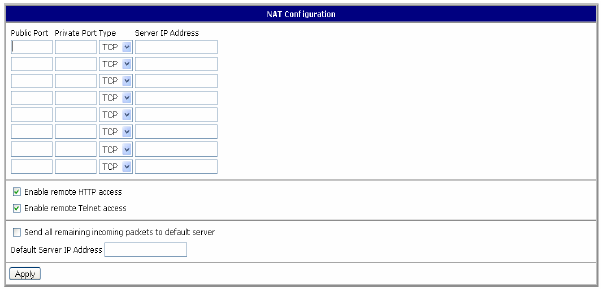 NAT Configuration
Public Port Private Port Type Server IP Address
TCP
TCP
TCP
TCP
TCP
TCP
TCP
TCP
Enable remote HTTP access
Enable remote Telnet access
Send all remaining incoming packets to default server
Default Server IP Address
Apply